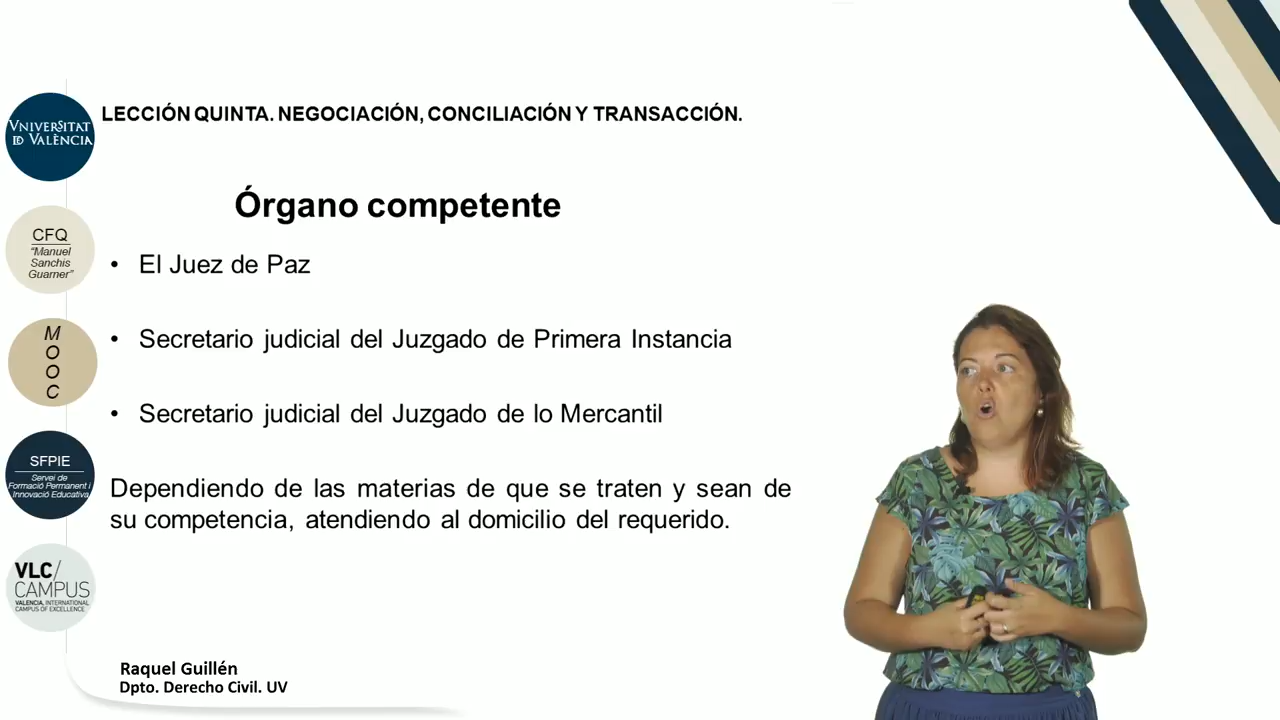 LECCIÓN QUINTA. NEGOCIACIÓN, CONCILIACIÓN Y TRANSACCIÓN.
VNIVERSITAT
ID VALÈNCIA
Órgano competente
CFQ
"Manuel
Sanchis
Guarner"
• El Juez de Paz
M
O
O
C
• Secretario judicial del Juzgado de Primera Instancia
• Secretario judicial del Juzgado de lo Mercantil
SFPIE
Servei de
Formació Permanent i
Innovació Educativa
Dependiendo de las materias de que se traten y sean de
su competencia, atendiendo al domicilio del requerido.
VLC/
CAMPUS
VALENCIA, INTERNATIONAL
CAMPUS OF EXCELLENCE
Raquel Guillén
Dpto. Derecho Civil. UV